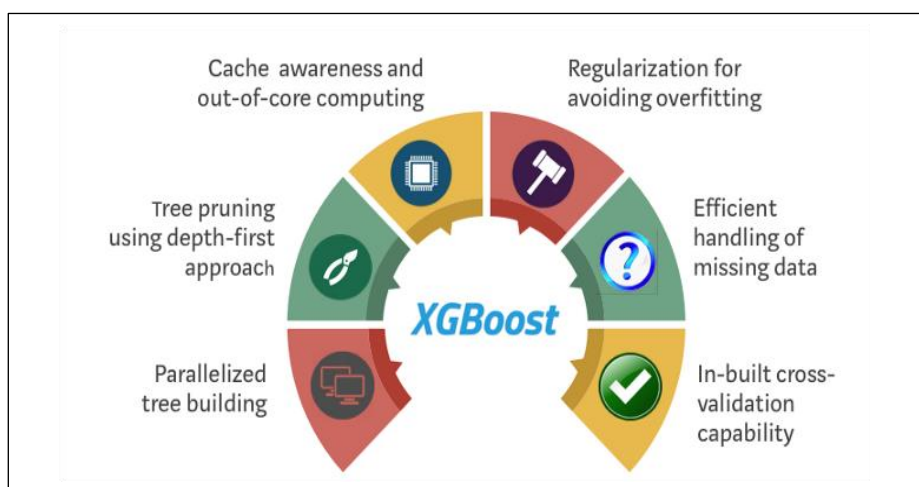 Cache awareness and
out-of-core computing
Regularization for
avoiding overfitting
Tree pruning
using depth-first
approach
Efficient
handling of
missing data
XGBoost
Parallelized
tree building
In-built cross-
validation
capability